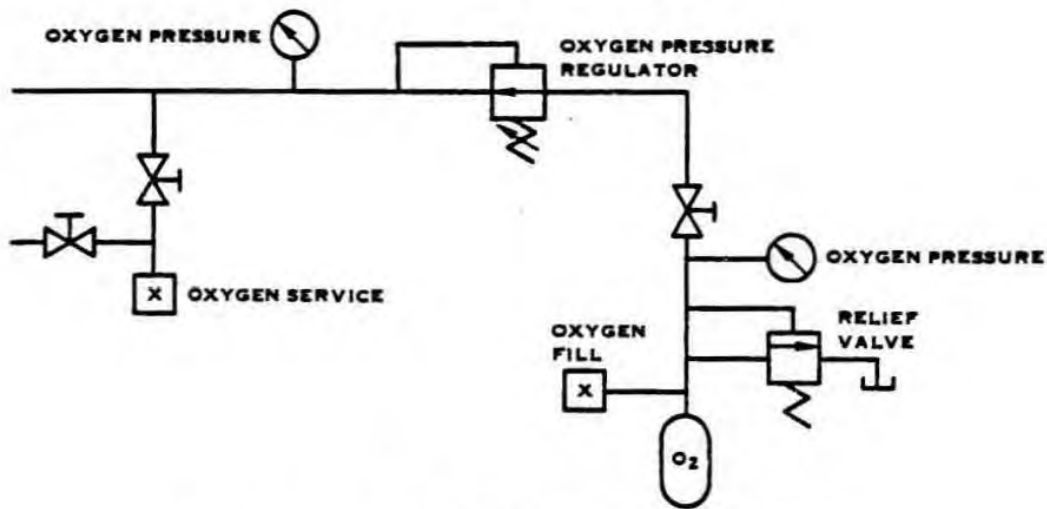 OXYGEN PRESSURE
OXYGEN PRESSURE
REGULATOR
OXYGEN PRESSURE
X
OXYGEN SERVICE
OXYGEN
FILL
RELIEF
VALVE
X
O2